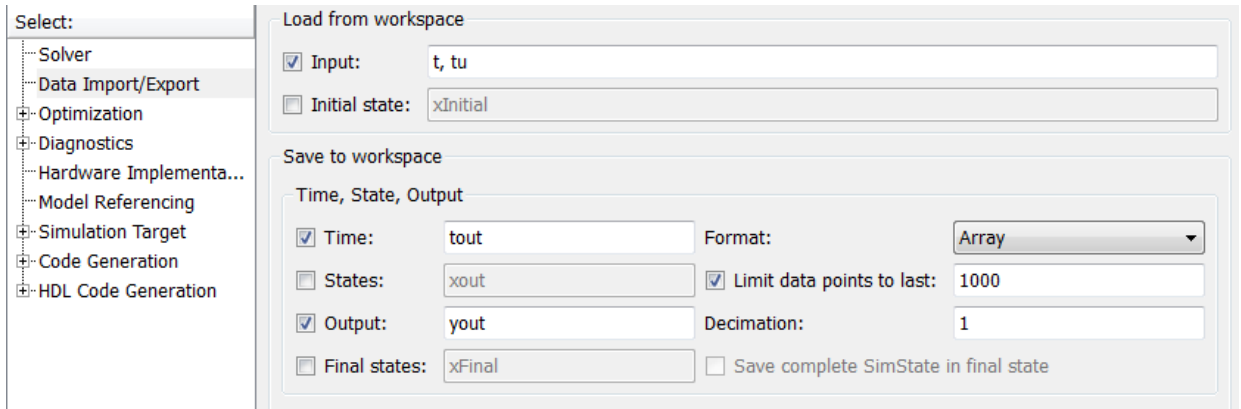 Select:
Solver
Data Import/Export
Optimization
Diagnostics
Hardware Implementa...
Model Referencing
Simulation Target
Code Generation
HDL Code Generation
Load from workspace
Input: t, tu
Initial state: xInitial
Save to workspace
Time, State, Output
Time: tout Format: Array
States: xout Limit data points to last: 1000
Output: yout Decimation: 1
Final states: xFinal Save complete SimState in final state